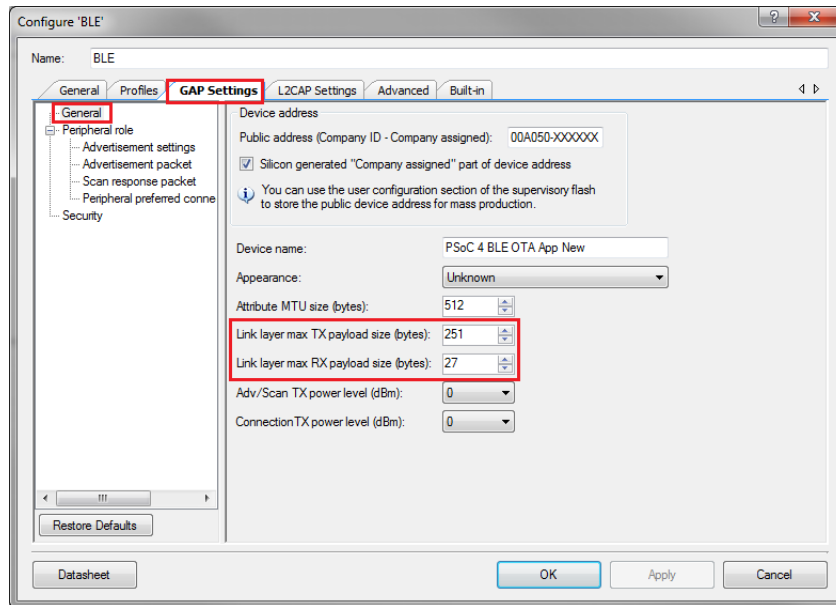 Configure 'BLE'
Name: BLE
General Profiles GAP Settings L2CAP Settings Advanced Built-in
General
Peripheral role
Advertisement settings
Advertisement packet
Scan response packet
Peripheral preferred conne
Security
Restore Defaults
Device address
Public address (Company ID - Company assigned): 00A050-XXXXXX
Silicon generated "Company assigned" part of device address
You can use the user configuration section of the supervisory flash
to store the public device address for mass production.
Device name: PSoC 4 BLE OTA App New
Appearance: Unknown
Attribute MTU size (bytes): 512
Link layer max TX payload size (bytes): 251
Link layer max RX payload size (bytes): 27
Adv/Scan TX power level (dBm): 0
Connection TX power level (dBm): 0
Datasheet OK Apply Cancel